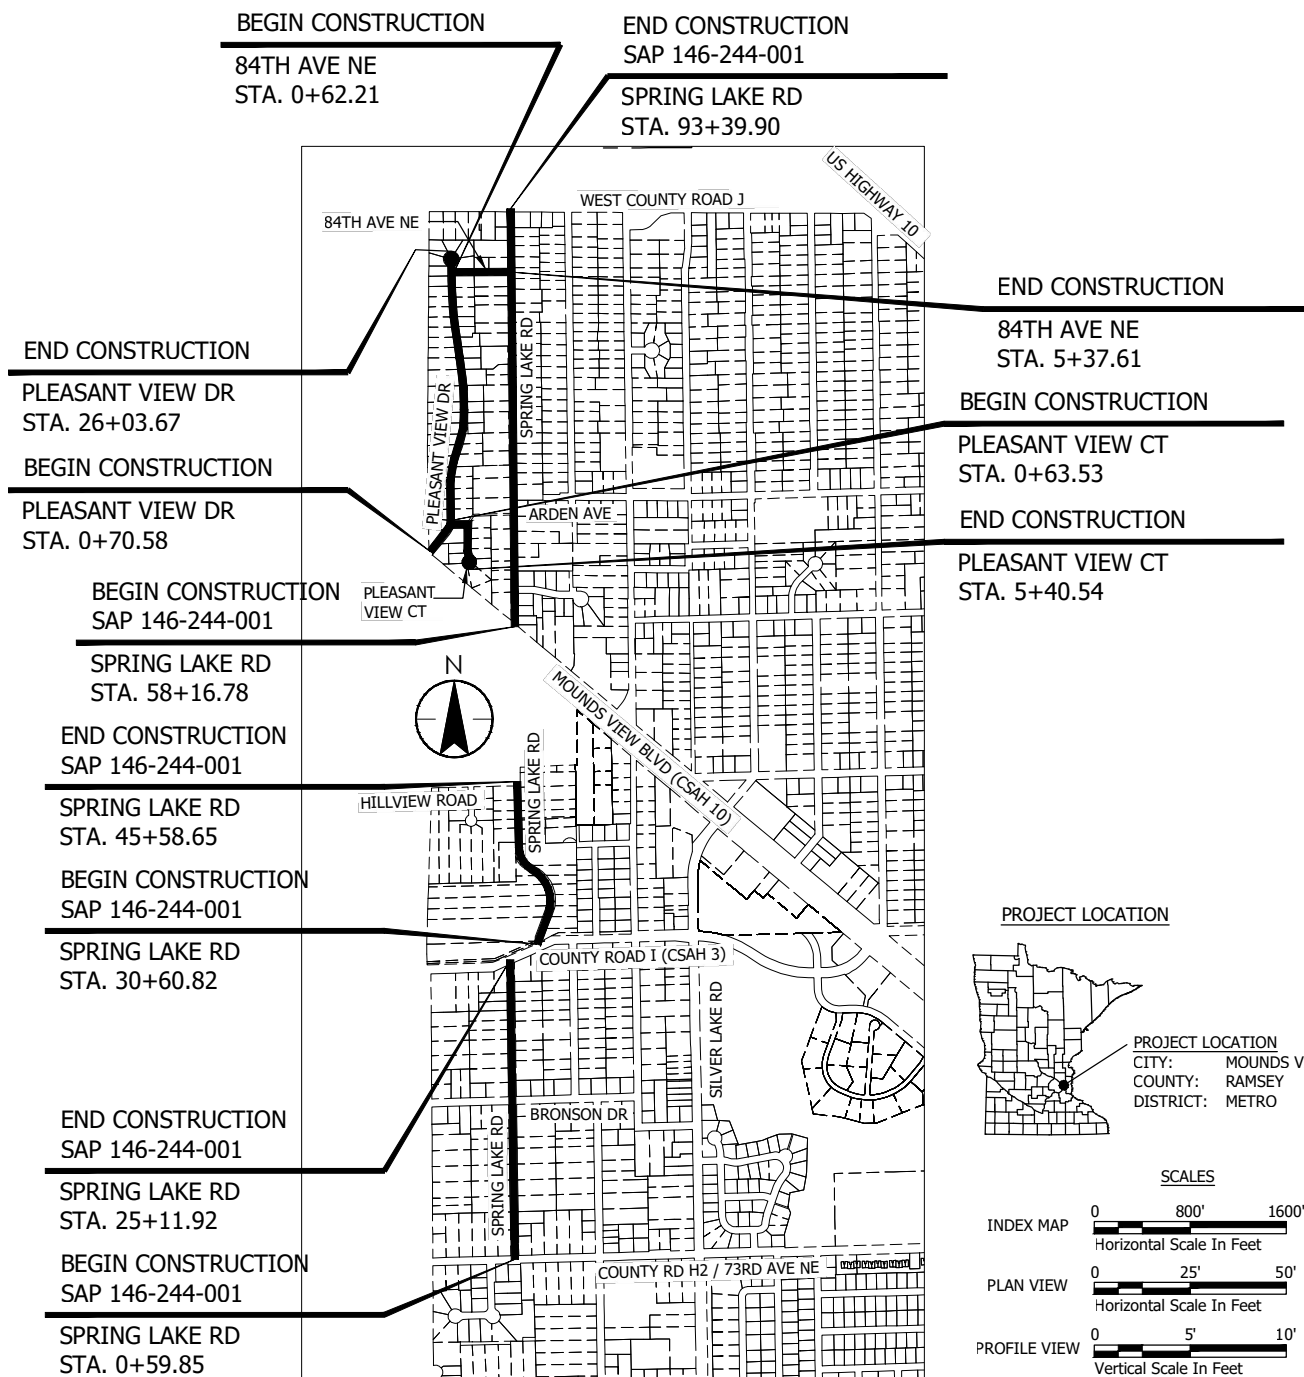 BEGIN CONSTRUCTION
84TH AVE NE
STA. 0+62.21
END CONSTRUCTION
SAP 146-244-001
SPRING LAKE RD
STA. 93+39.90
US HIGHWAY 10
WEST COUNTY ROAD J
84TH AVE NE
END CONSTRUCTION
84TH AVE NE
STA. 5+37.61
SPRING LAKE RD
END CONSTRUCTION
PLEASANT VIEW DR
STA. 26+03.67
PLEASANT VIEW DR
BEGIN CONSTRUCTION
PLEASANT VIEW CT
STA. 0+63.53
BEGIN CONSTRUCTION
PLEASANT VIEW DR
STA. 0+70.58
ARDEN AVE
END CONSTRUCTION
PLEASANT VIEW CT
STA. 5+40.54
BEGIN CONSTRUCTION
SAP 146-244-001
SPRING LAKE RD
STA. 58+16.78
PLEASANT
VIEW CT
N
MOUNDS VIEW BLVD (CSAH 10)
END CONSTRUCTION
SAP 146-244-001
SPRING LAKE RD
STA. 45+58.65
HILLVIEW ROAD
SPRING LAKE RD
BEGIN CONSTRUCTION
SAP 146-244-001
SPRING LAKE RD
STA. 30+60.82
COUNTY ROAD I (CSAH 3)
SILVER LAKE RD
END CONSTRUCTION
SAP 146-244-001
SPRING LAKE RD
STA. 25+11.92
BRONSON DR
SPRING LAKE RD
BEGIN CONSTRUCTION
SAP 146-244-001
SPRING LAKE RD
STA. 0+59.85
COUNTY RD H2 / 73RD AVE NE
PROJECT LOCATION
PROJECT LOCATION
CITY: MOUNDS V
COUNTY: RAMSEY
DISTRICT: METRO
SCALES
INDEX MAP 0 800' 1600'
Horizontal Scale In Feet
PLAN VIEW 0 25' 50'
Horizontal Scale In Feet
PROFILE VIEW 0 5' 10'
Vertical Scale In Feet